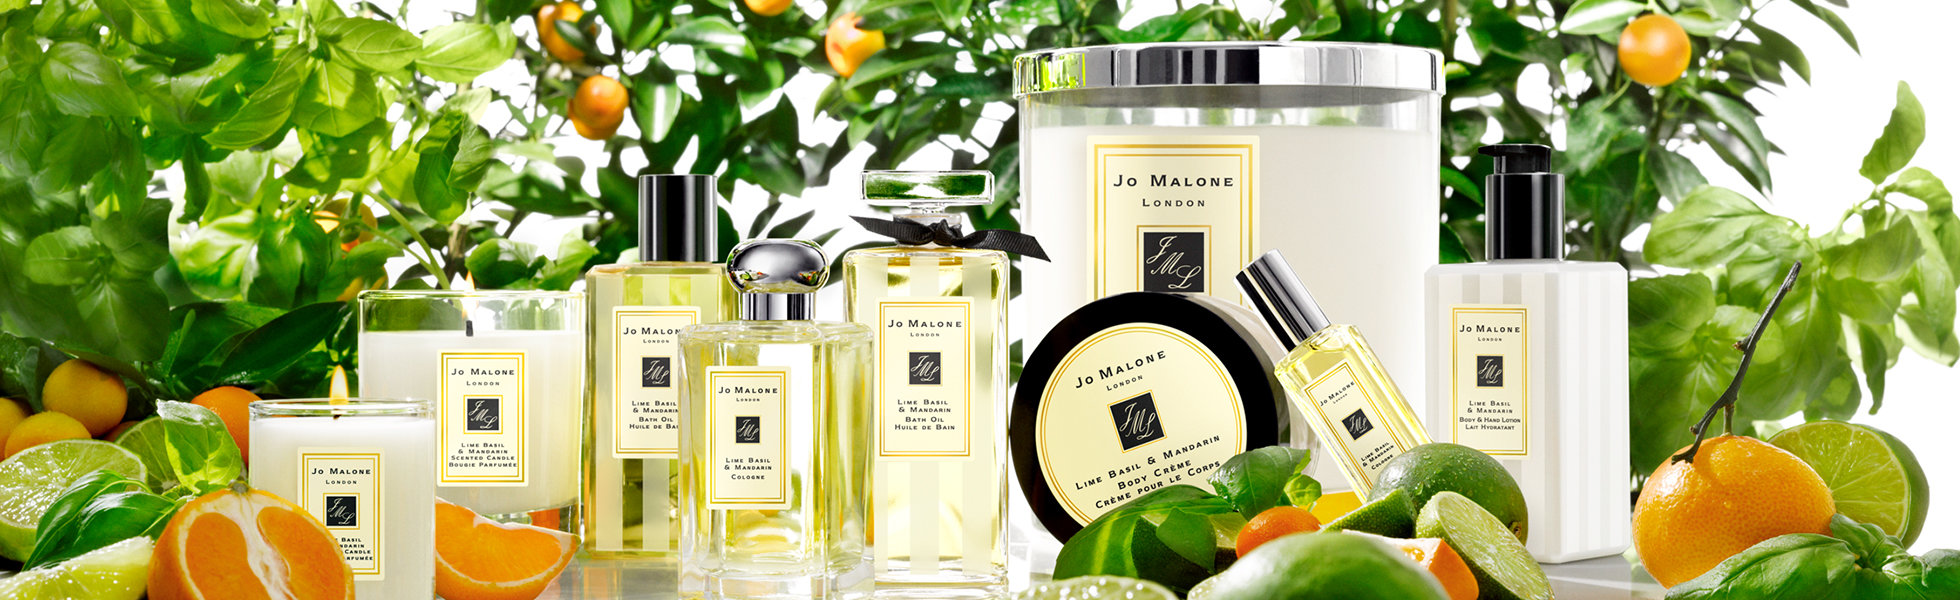 Jo Malone
London
JML
Basil
Candle
Parfumée
Jo Malone
London
JML
Lime Basil
& Mandarin
Scented Candle
Bougie Parfumée
Jo Malone
London
JML
Lime Basil
& Mandarin
Bath Oil
Huile de
Jo Malone
London
JML
Lime Basil
& Mandarin
Cologne
Jo Malone
London
JML
Lime Basil
& Mandarin
Bath Oil
Huile de Bain
Jo Malone
London
JML
Jo Malone
London
JML
Lime Basil & Mandarin
Body Crème
Crème pour le Corps
Jo Malone
London
JML
Lime Basil
& Mandarin
Cologne
Jo Malone
London
JML
Lime Basil
& Mandarin
Body & Hand Lotion
Lait Hydratant